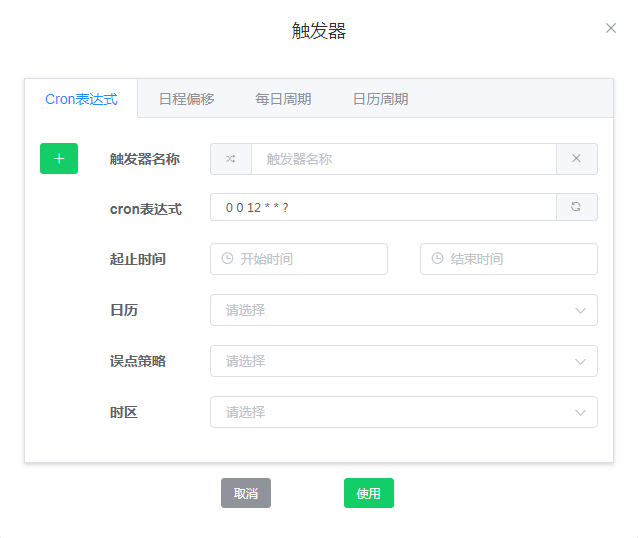 触发器
Cron表达式 日程偏移 每日周期 日历周期
触发器名称 触发器名称
cron表达式 0 0 12 * * ?
起止时间 开始时间 结束时间
日历 请选择
误点策略 请选择
时区 请选择
取消 使用